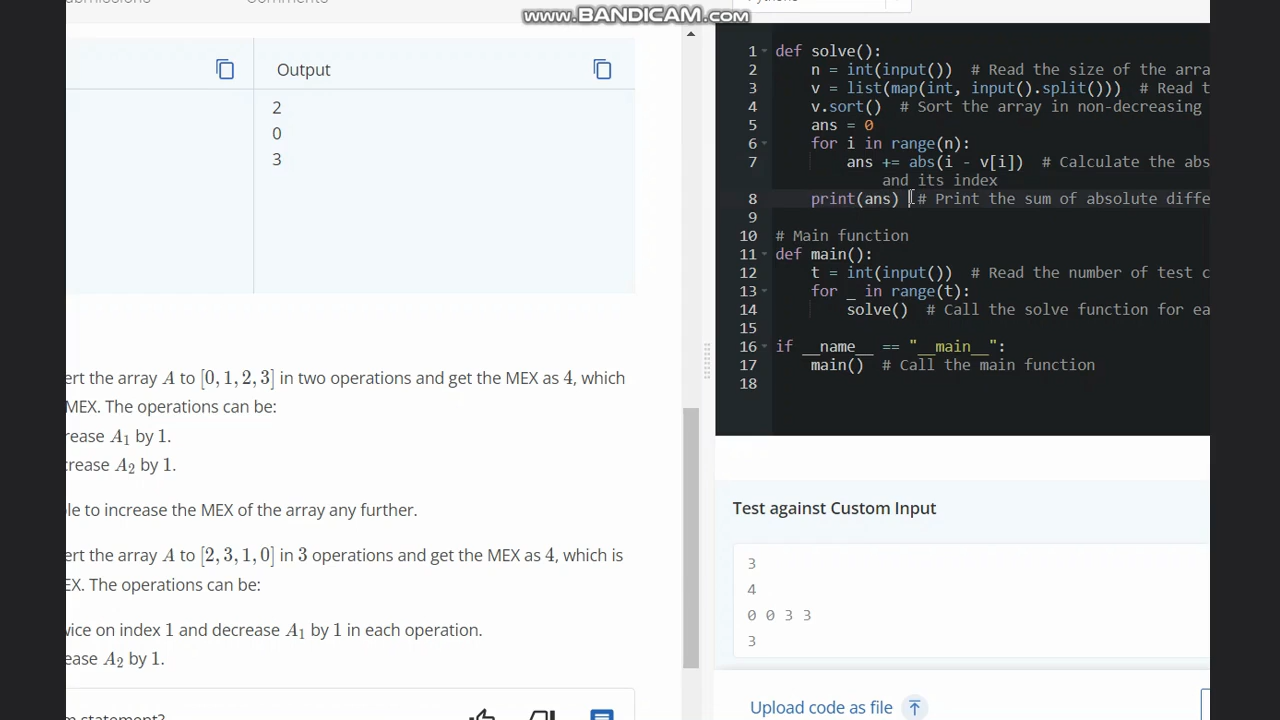 www.BANDICAM.com
Output
2
0
3
ert the array A to [0, 1, 2, 3] in two operations and get the MEX as 4, which
MEX. The operations can be:
rease A1 by 1.
crease A2 by 1.
le to increase the MEX of the array any further.
ert the array A to [2, 3, 1, 0] in 3 operations and get the MEX as 4, which is
EX. The operations can be:
wice on index 1 and decrease A1 by 1 in each operation.
ease A2 by 1.
m statement?
1 def solve():
2 n = int(input()) # Read the size of the arra
3 v = list(map(int, input().split())) # Read t
4 v.sort() # Sort the array in non-decreasing
5 ans = 0
6 for i in range(n):
7 ans += abs(i - v[i]) # Calculate the abs
and its index
8 print(ans) # Print the sum of absolute diffe
9
10 # Main function
11 def main():
12 t = int(input()) # Read the number of test c
13 for _ in range(t):
14 solve() # Call the solve function for ea
15
16 if __name__ == "__main__":
17 main() # Call the main function
18
Test against Custom Input
3
4
0 0 3 3
3
Upload code as file